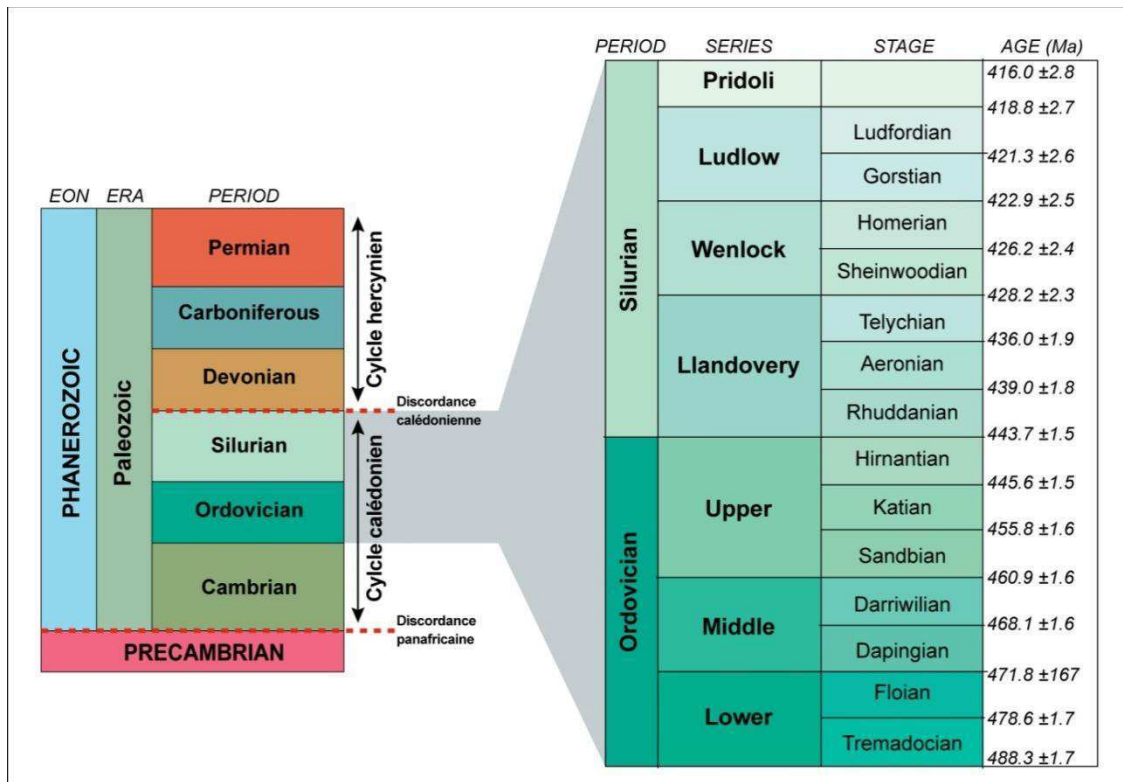 EON ERA PERIOD
PHANEROZOIC
Paleozoic
Permian
Carboniferous
Devonian
Silurian
Ordovician
Cambrian
PRECAMBRIAN
Cylcle hercynien
Cylcle calédonien
Discordance
calédonienne
Discordance
panafricaine
PERIOD SERIES STAGE AGE (Ma)
Silurian
Ordovician
Pridoli
Ludlow
Wenlock
Llandovery
Upper
Middle
Lower
Ludfordian
Gorstian
Homerian
Sheinwoodian
Telychian
Aeronian
Rhuddanian
Hirnantian
Katian
Sandbian
Darriwilian
Dapingian
Floian
Tremadocian
416.0 ±2.8
418.8 ±2.7
421.3 ±2.6
422.9 ±2.5
426.2 ±2.4
428.2 ±2.3
436.0 ±1.9
439.0 ±1.8
443.7 ±1.5
445.6 ±1.5
455.8 ±1.6
460.9 ±1.6
468.1 ±1.6
471.8 ±167
478.6 ±1.7
488.3 ±1.7